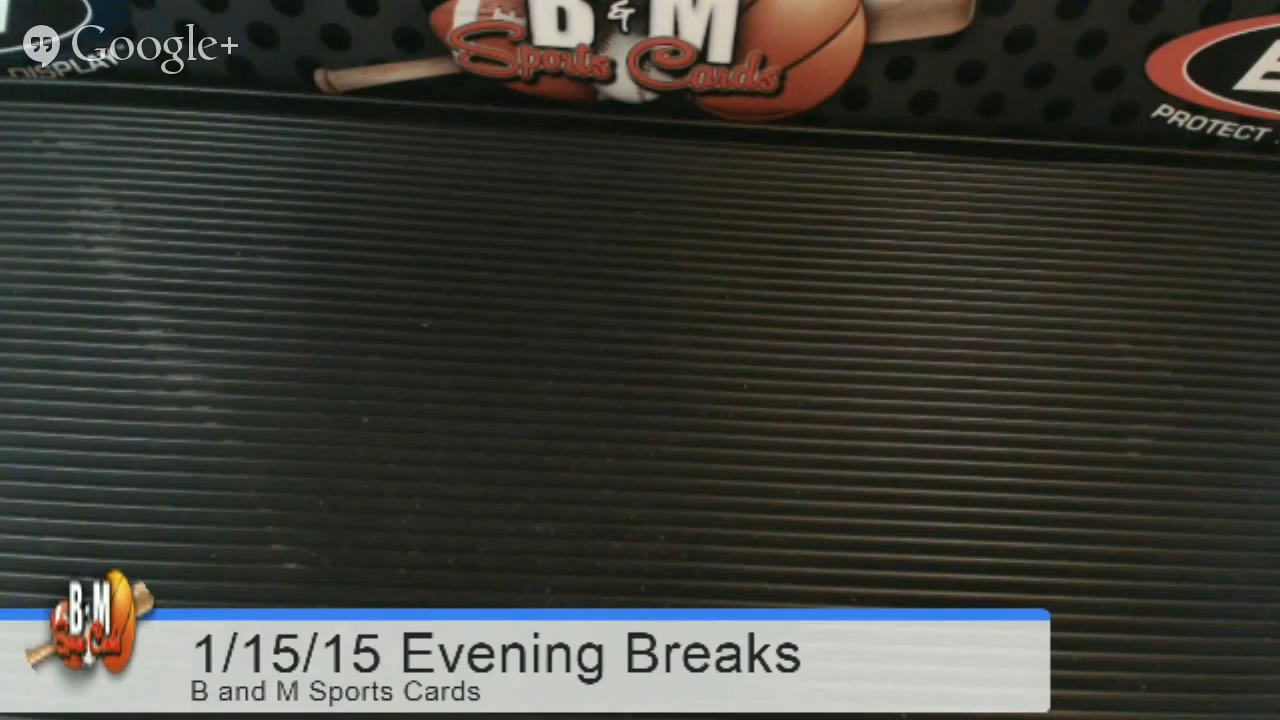 Google+
DISPLAY
B & M
Sports Cards
PROTECT
B & M
1/15/15 Evening Breaks
B and M Sports Cards